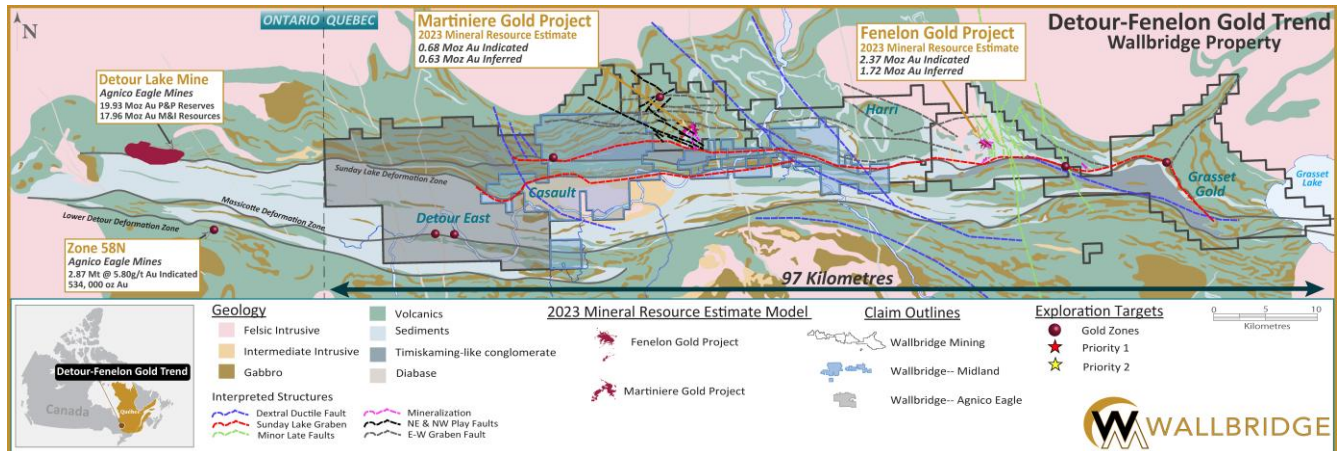 N
ONTARIO QUEBEC
Martiniere Gold Project
2023 Mineral Resource Estimate
0.68 Moz Au Indicated
0.63 Moz Au Inferred
Fenelon Gold Project
2023 Mineral Resource Estimate
2.37 Moz Au Indicated
1.72 Moz Au Inferred
Detour-Fenelon Gold Trend
Wallbridge Property
Detour Lake Mine
Agnico Eagle Mines
19.93 Moz Au P&P Reserves
17.96 Moz Au M&I Resources
Harri
Sunday Lake Deformation Zone
Casault
Grasset
Gold
Grasset
Lake
Massicotte Deformation Zone
Lower Detour Deformation Zone
Detour East
Zone 58N
Agnico Eagle Mines
2.87 Mt @ 5.80g/t Au Indicated
534, 000 oz Au
97 Kilometres
Detour-Fenelon Gold Trend
Canada
Québec
Geology
Felsic Intrusive
Intermediate Intrusive
Gabbro
Volcanics
Sediments
Timiskaming-like conglomerate
Diabase
Interpreted Structures
Dextral Ductile Fault
Sunday Lake Graben
Minor Late Faults
Mineralization
NE & NW Play Faults
E-W Graben Fault
2023 Mineral Resource Estimate Model
Fenelon Gold Project
Martiniere Gold Project
Claim Outlines
Wallbridge Mining
Wallbridge-- Midland
Wallbridge-- Agnico Eagle
Exploration Targets
Gold Zones
Priority 1
Priority 2
0 5 10
Kilometres
WALLBRIDGE